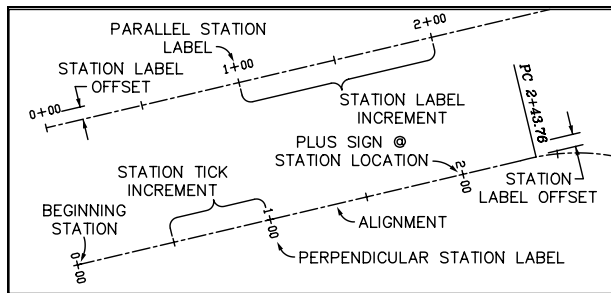 PARALLEL STATION
LABEL
2+00
STATION LABEL
OFFSET
1+00
0+00
STATION LABEL
INCREMENT
PC 2+43.76
PLUS SIGN @
STATION LOCATION
STATION TICK
INCREMENT
2+00
STATION
LABEL OFFSET
BEGINNING
STATION
1+00
ALIGNMENT
PERPENDICULAR STATION LABEL
0+00